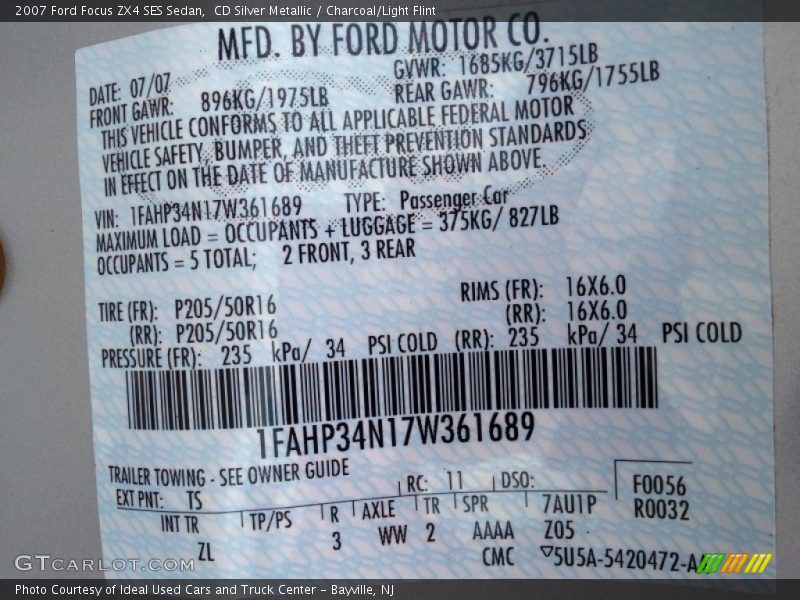 2007 Ford Focus ZX4 SES Sedan,  CD Silver Metallic / Charcoal/Light Flint
MFD. BY FORD MOTOR CO.
DATE: 07/07 GVWR: 1685KG/3715LB
FRONT GAWR: 896KG/1975LB REAR GAWR: 796KG/1755LB
THIS VEHICLE CONFORMS TO ALL APPLICABLE FEDERAL MOTOR
VEHICLE SAFETY, BUMPER, AND THEFT PREVENTION STANDARDS
IN EFFECT ON THE DATE OF MANUFACTURE SHOWN ABOVE.
VIN: 1FAHP34N17W361689 TYPE: Passenger Car
MAXIMUM LOAD = OCCUPANTS + LUGGAGE = 375KG/ 827LB
OCCUPANTS = 5 TOTAL; 2 FRONT, 3 REAR
TIRE (FR): P205/50R16 RIMS (FR): 16X6.0
(RR): P205/50R16 (RR): 16X6.0
PRESSURE (FR): 235 kPa/ 34 PSI COLD (RR): 235 kPa/ 34 PSI COLD
1FAHP34N17W361689
TRAILER TOWING - SEE OWNER GUIDE
EXT PNT: TS RC: 11 DSO: F0056
INT TR TP/PS R AXLE TR SPR 7AU1P R0032
ZL 3 WW 2 AAAA Z05
CMC ▽5U5A-5420472-A
GTCARLOT.COM
Photo Courtesy of Ideal Used Cars and Truck Center – Bayville, NJ